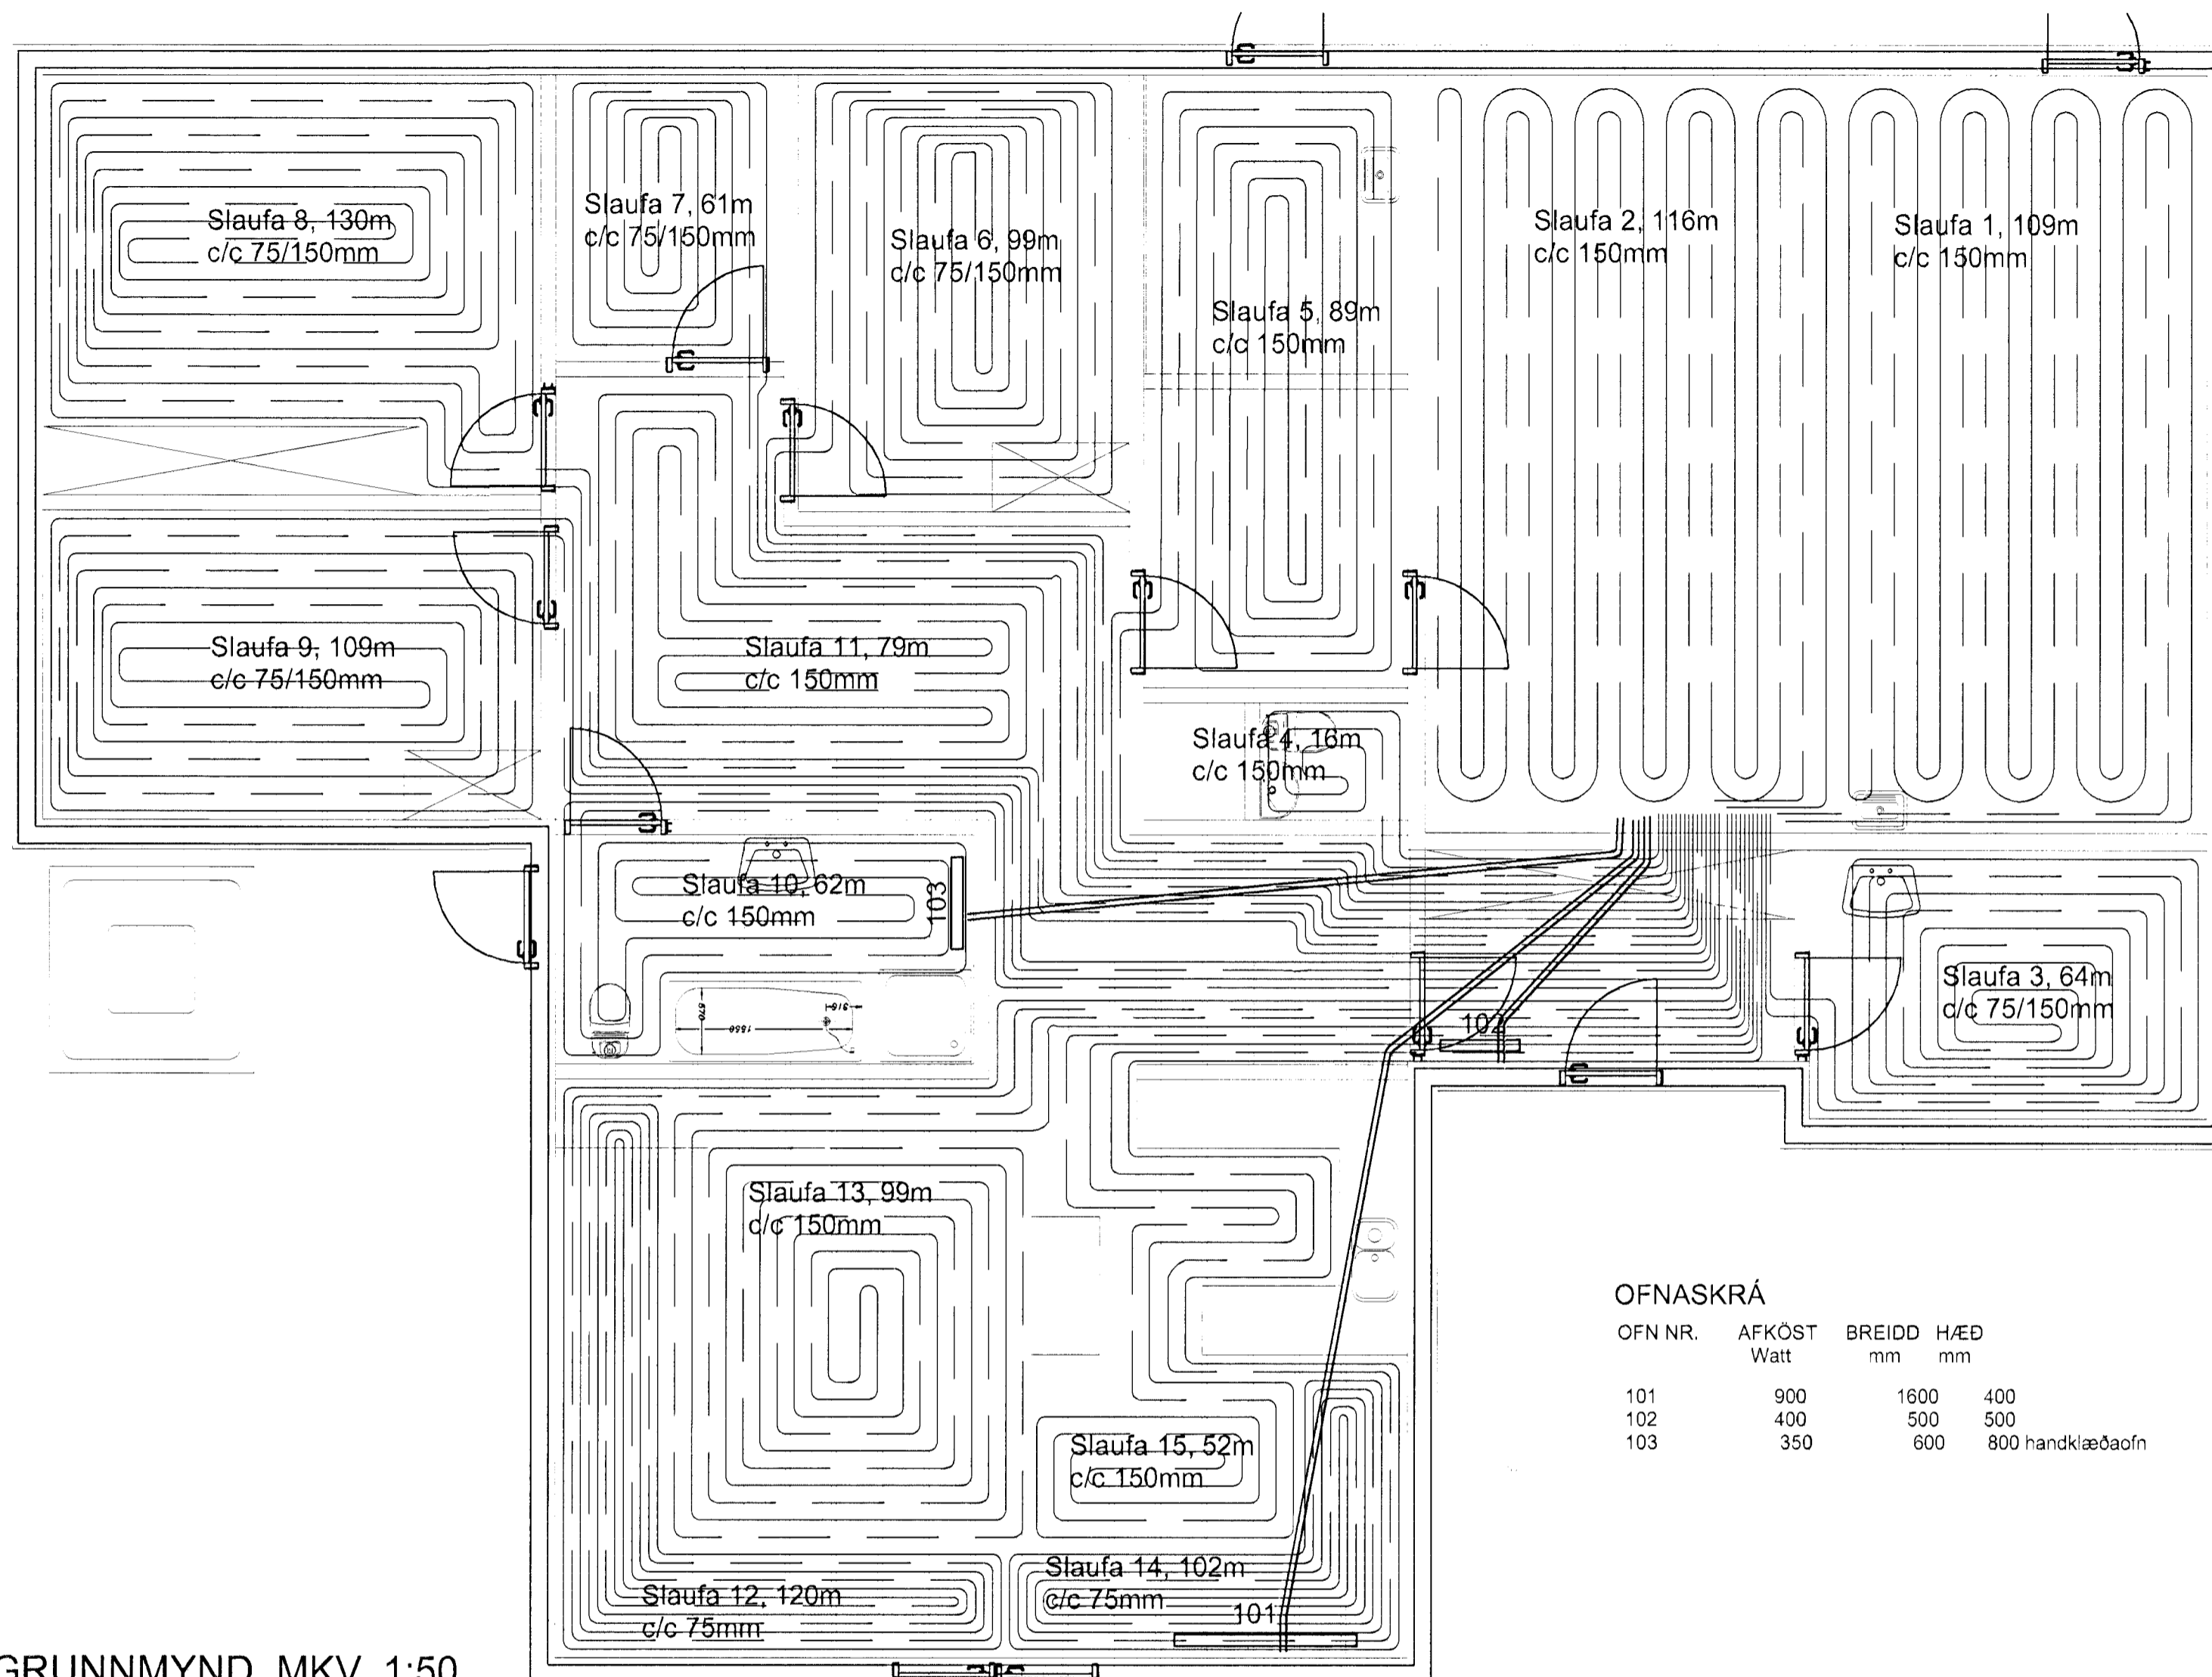 Slaufa 8, 130m
c/c 75/150mm
Slaufa 7, 61m
c/c 75/150mm
Slaufa 6, 99m
c/c 75/150mm
Slaufa 5, 89m
c/c 150mm
Slaufa 2, 116m
c/c 150mm
Slaufa 1, 109m
c/c 150mm
Slaufa 9, 109m
c/c 75/150mm
Slaufa 11, 79m
c/c 150mm
Slaufa 4, 16m
c/c 150mm
Slaufa 10, 62m
c/c 150mm
103
Slaufa 3, 64m
c/c 75/150mm
102
Slaufa 13, 99m
c/c 150mm
Slaufa 15, 52m
c/c 150mm
Slaufa 14, 102m
c/c 75mm
101
Slaufa 12, 120m
c/c 75mm
OFNASKRÁ
OFN NR. AFKÖST BREIDD HÆÐ
Watt mm mm
101 900 1600 400
102 400 500 500
103 350 600 800 handklæðaofn
GRUNNMYND MKV. 1:50